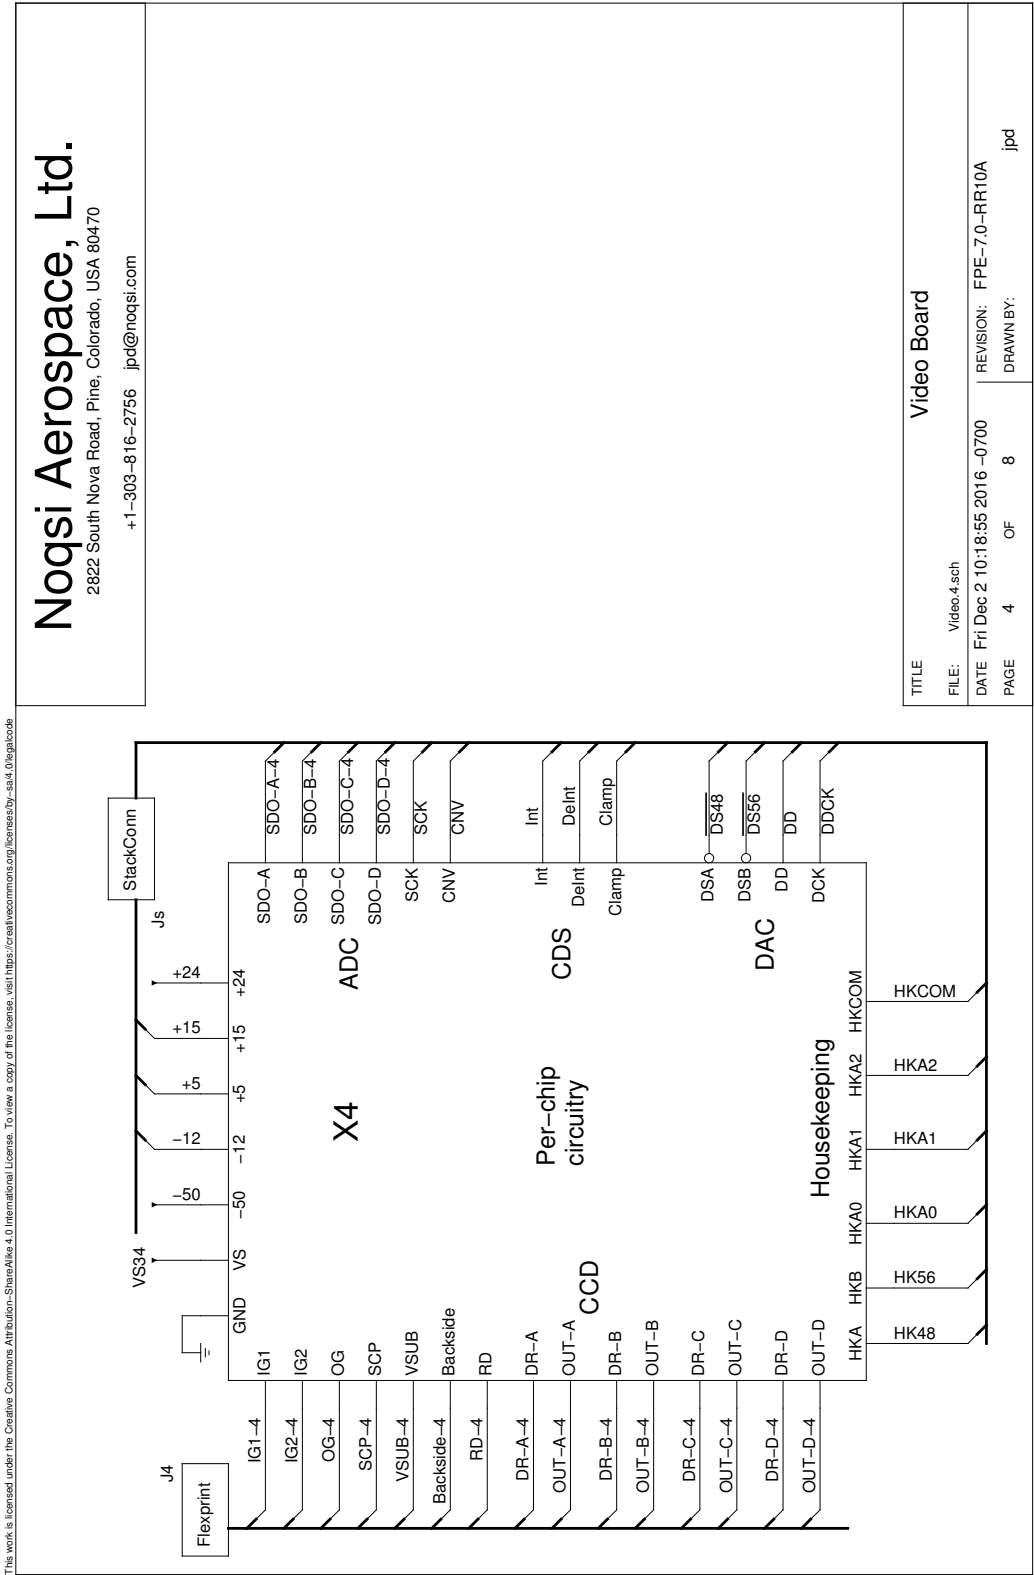 This work is licensed under the Creative Commons Attribution−ShareAlike 4.0 International License. To view a copy of the license, visit https://creativecommons.org/licenses/by−sa/4.0/legalcode
Noqsi Aerospace, Ltd.
2822 South Nova Road, Pine, Colorado, USA 80470
+1−303−816−2756 jpd@noqsi.com
J4
Flexprint
StackConn
Js
VS34
−50
−12
+5
+15
+24
GND
VS
−50
−12
+5
+15
+24
IG1−4
IG1
IG2−4
IG2
OG−4
OG
SCP−4
SCP
VSUB−4
VSUB
Backside−4
Backside
RD−4
RD
DR−A−4
DR−A
OUT−A−4
OUT−A
DR−B−4
DR−B
OUT−B−4
OUT−B
DR−C−4
DR−C
OUT−C−4
OUT−C
DR−D−4
DR−D
OUT−D−4
OUT−D
X4
Per−chip
circuitry
CCD
ADC
CDS
DAC
Housekeeping
SDO−A
SDO−A−4
SDO−B
SDO−B−4
SDO−C
SDO−C−4
SDO−D
SDO−D−4
SCK
SCK
CNV
CNV
Int
Int
DeInt
DeInt
Clamp
Clamp
DSA
DS48
DSB
DS56
DD
DD
DCK
DDCK
HKA
HKB
HKA0
HKA1
HKA2
HKCOM
HK48
HK56
HKA0
HKA1
HKA2
HKCOM
TITLE
Video Board
FILE: Video.4.sch
DATE Fri Dec 2 10:18:55 2016 −0700
REVISION: FPE−7.0−RR10A
PAGE 4 OF 8
DRAWN BY: jpd